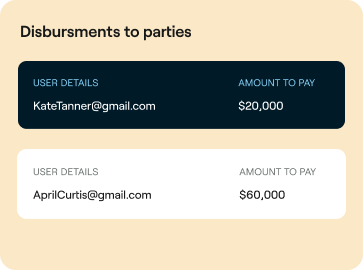 Disbursments to parties
USER DETAILS AMOUNT TO PAY
KateTanner@gmail.com $20,000
USER DETAILS AMOUNT TO PAY
AprilCurtis@gmail.com $60,000